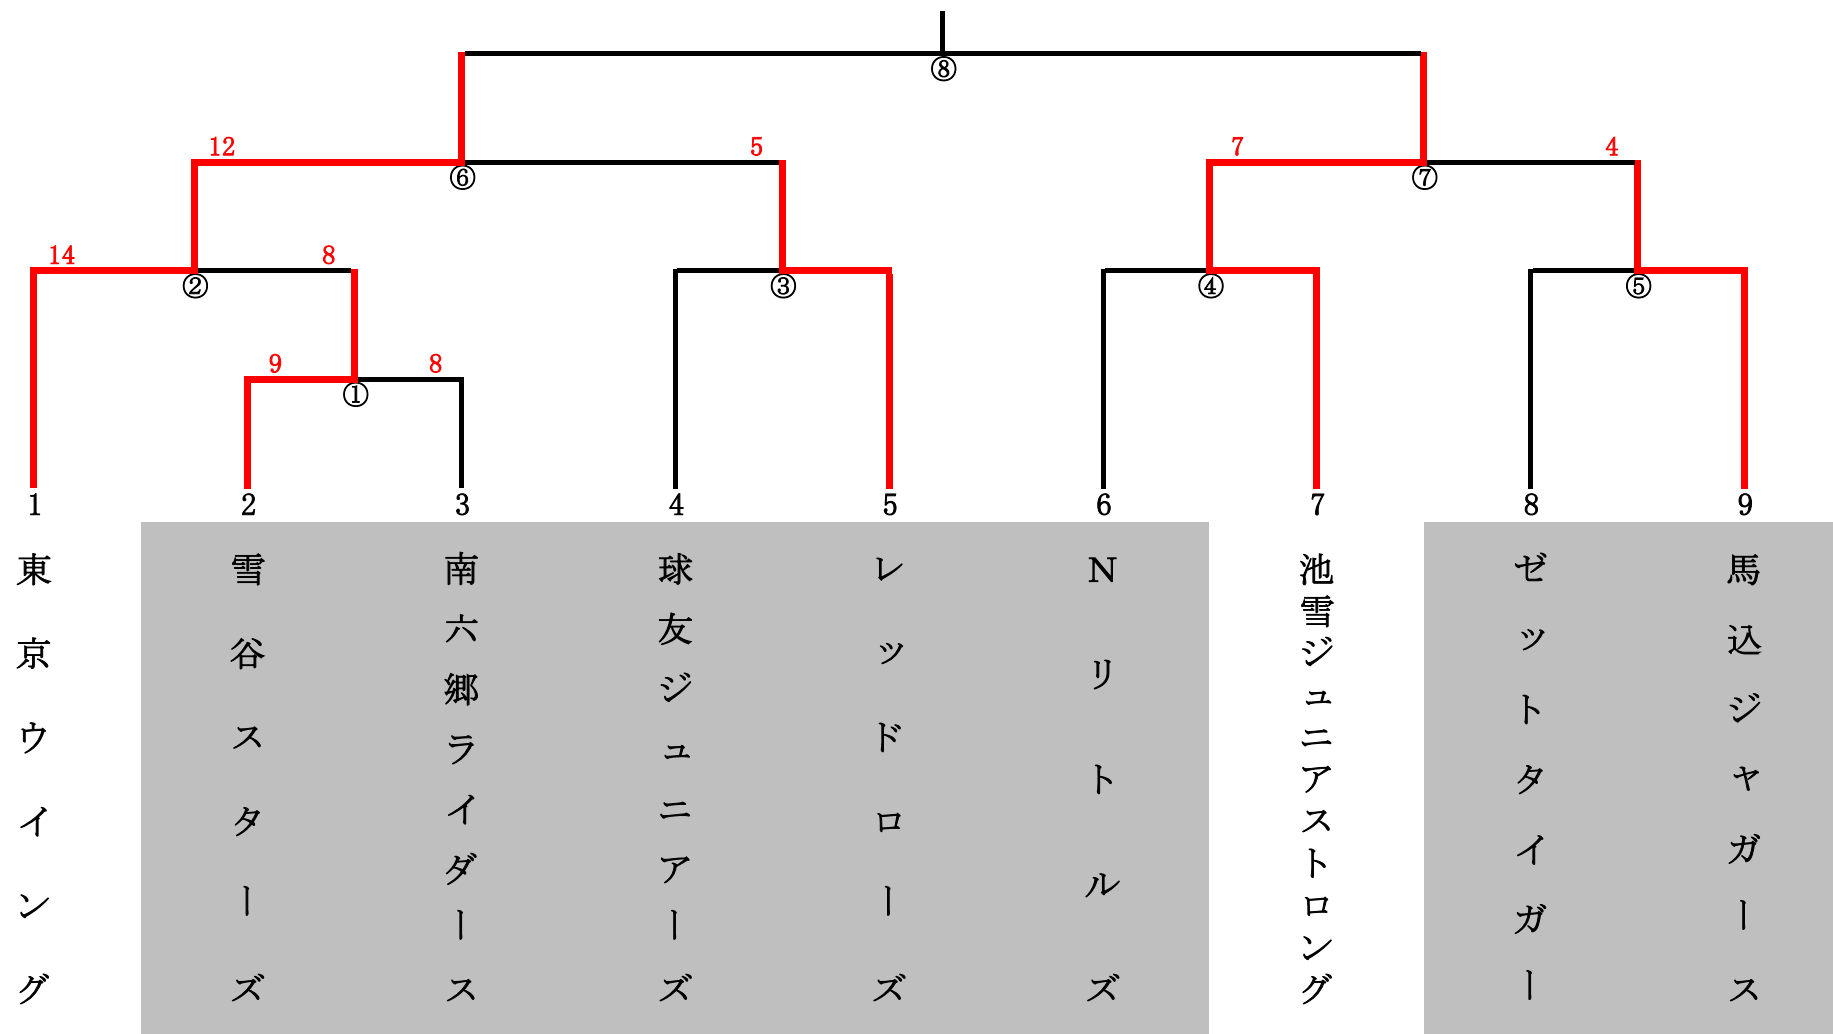 ⑧
12
5
7
4
⑥
⑦
14
8
②
③
④
⑤
9
8
①
1
2
3
4
5
6
7
8
9
東京ウイング
雪谷スターズ
南六郷ライダース
球友ジュニアーズ
レッドローズ
Nリトルズ
池雪ジュニアストロング
ゼットタイガー
馬込ジャガース